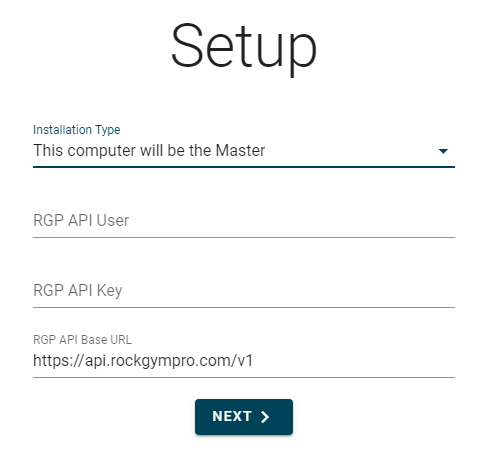 Setup
Installation Type
This computer will be the Master
RGP API User
RGP API Key
RGP API Base URL
https://api.rockgympro.com/v1
NEXT